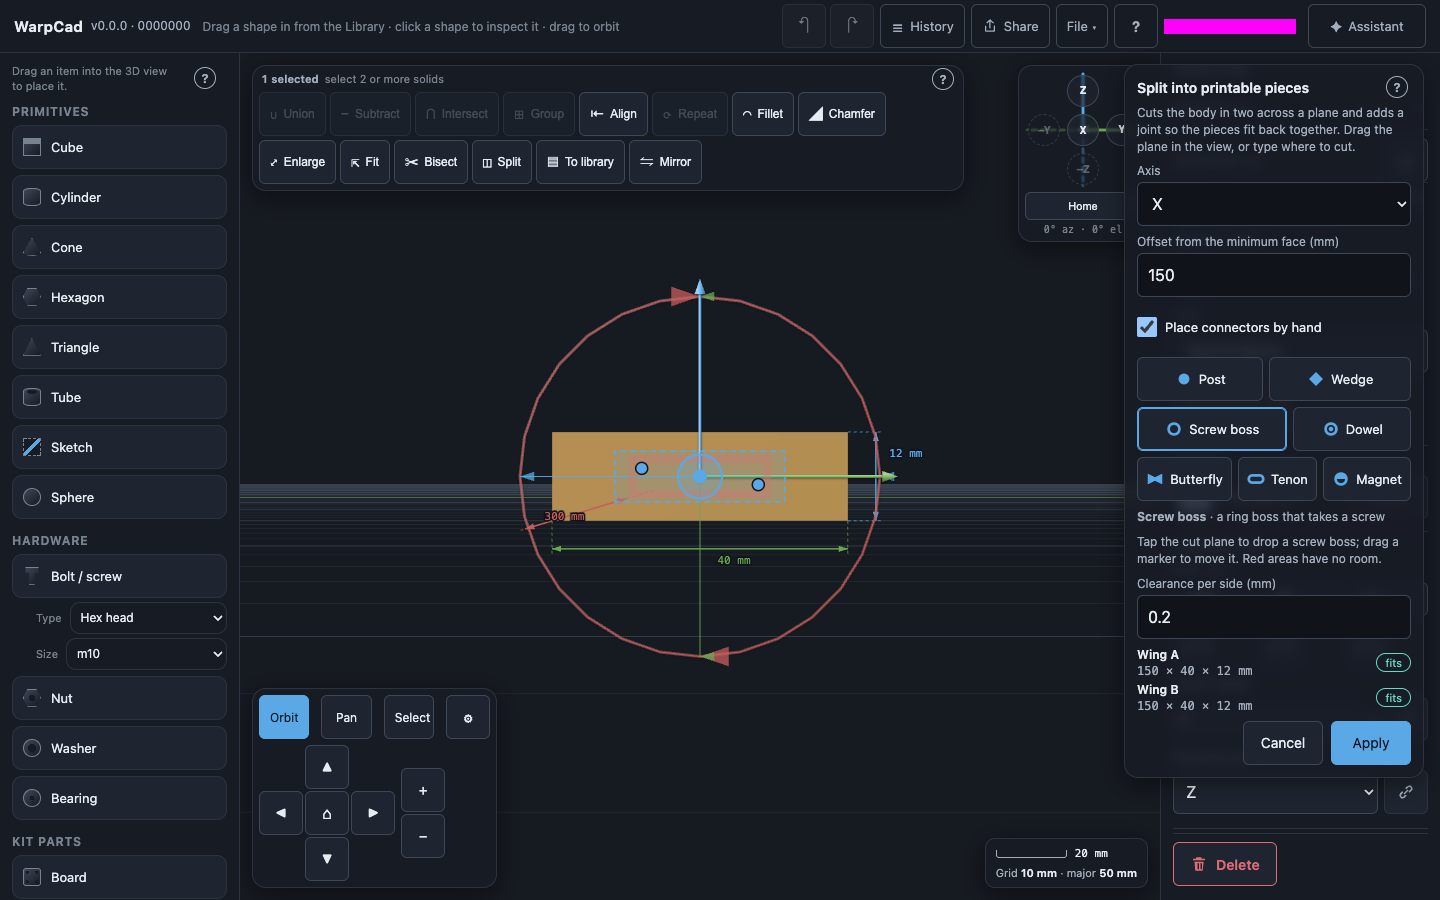 WarpCad v0.0.0 · 0000000 Drag a shape in from the Library · click a shape to inspect it · drag to orbit
History
Share
File
?
Assistant
Drag an item into the 3D view
to place it.
?
PRIMITIVES
Cube
Cylinder
Cone
Hexagon
Triangle
Tube
Sketch
Sphere
HARDWARE
Bolt / screw
Type Hex head
Size m10
Nut
Washer
Bearing
KIT PARTS
Board
1 selected select 2 or more solids
?
Union
Subtract
Intersect
Group
Align
Repeat
Fillet
Chamfer
Enlarge
Fit
Bisect
Split
To library
Mirror
Z
-Y
X
Y
-Z
Home
0° az · 0° el
12 mm
300 mm
40 mm
Orbit
Pan
Select
+
−
20 mm
Grid 10 mm · major 50 mm
Split into printable pieces
?
Cuts the body in two across a plane and adds a
joint so the pieces fit back together. Drag the
plane in the view, or type where to cut.
Axis
X
Offset from the minimum face (mm)
150
Place connectors by hand
Post
Wedge
Screw boss
Dowel
Butterfly
Tenon
Magnet
Screw boss · a ring boss that takes a screw
Tap the cut plane to drop a screw boss; drag a
marker to move it. Red areas have no room.
Clearance per side (mm)
0.2
Wing A
150 × 40 × 12 mm
fits
Wing B
150 × 40 × 12 mm
fits
Cancel
Apply
Z
Delete